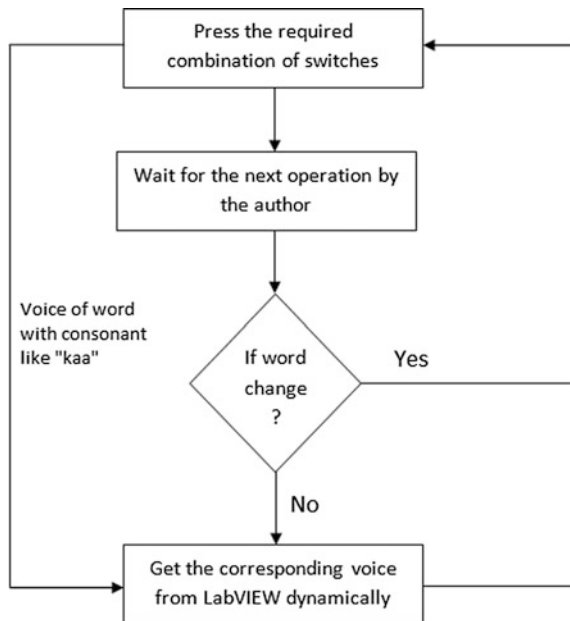 Press the required
combination of switches
Wait for the next operation by
the author
Voice of word
with consonant
like "kaa"
If word
change
?
Yes
No
Get the corresponding voice
from LabVIEW dynamically